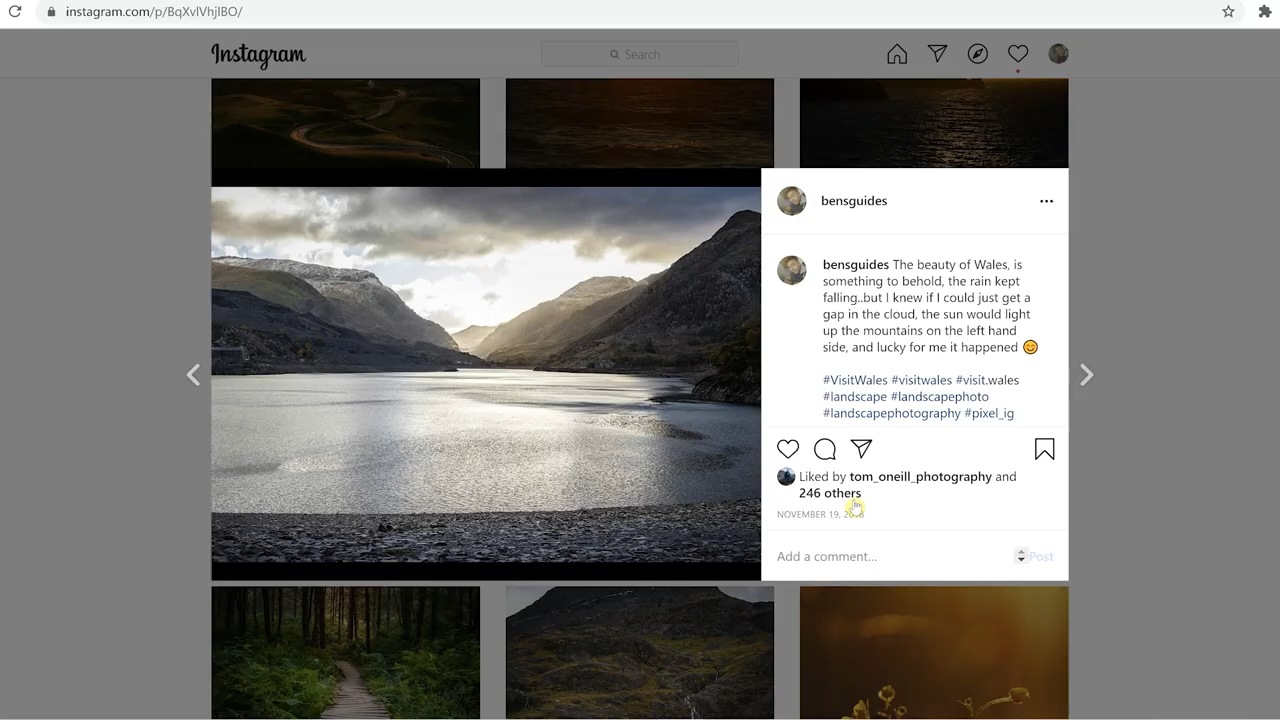 instagram.com/p/BqXvlVhjlBO/
Instagram
Search
bensguides
bensguides The beauty of Wales, is
something to behold, the rain kept
falling..but I knew if I could just get a
gap in the cloud, the sun would light
up the mountains on the left hand
side, and lucky for me it happened 😊
#VisitWales #visitwales #visit.wales
#landscape #landscapephoto
#landscapephotography #pixel_ig
Liked by tom_oneill_photography and
246 others
NOVEMBER 19,
Add a comment...
Post